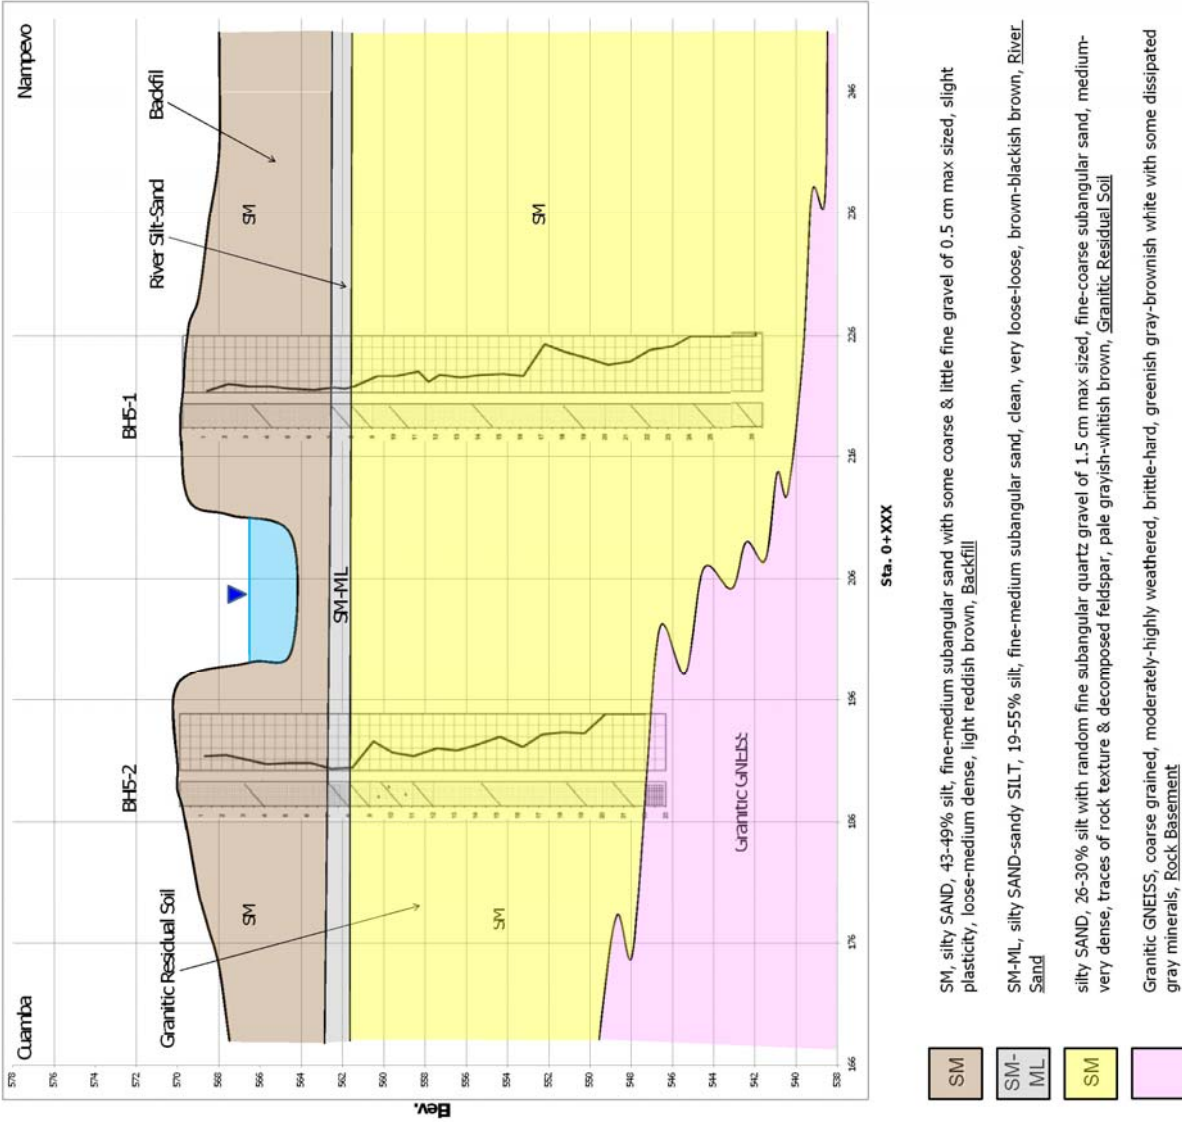 Cuamba
Nampevo
BH5-2
BH5-1
Granitic Residual Soil
River Silt-Sand
Backfil
SM
SM
SM-ML
SM
SM
Granitic GNEISS
Elev.
578
576
574
572
570
568
566
564
562
560
558
556
554
552
550
548
546
544
542
540
538
166
176
186
196
206
216
226
236
246
Sta. 0+XXX
SM
SM, silty SAND, 43-49% silt, fine-medium subangular sand with some coarse & little fine gravel of 0.5 cm max sized, slight
plasticity, loose-medium dense, light reddish brown, Backfill
SM-
ML
SM-ML, silty SAND-sandy SILT, 19-55% silt, fine-medium subangular sand, clean, very loose-loose, brown-blackish brown, River
Sand
SM
silty SAND, 26-30% silt with random fine subangular quartz gravel of 1.5 cm max sized, fine-coarse subangular sand, medium-
very dense, traces of rock texture & decomposed feldspar, pale grayish-whitish brown, Granitic Residual Soil
Granitic GNEISS, coarse grained, moderately-highly weathered, brittle-hard, greenish gray-brownish white with some dissipated
gray minerals, Rock Basement